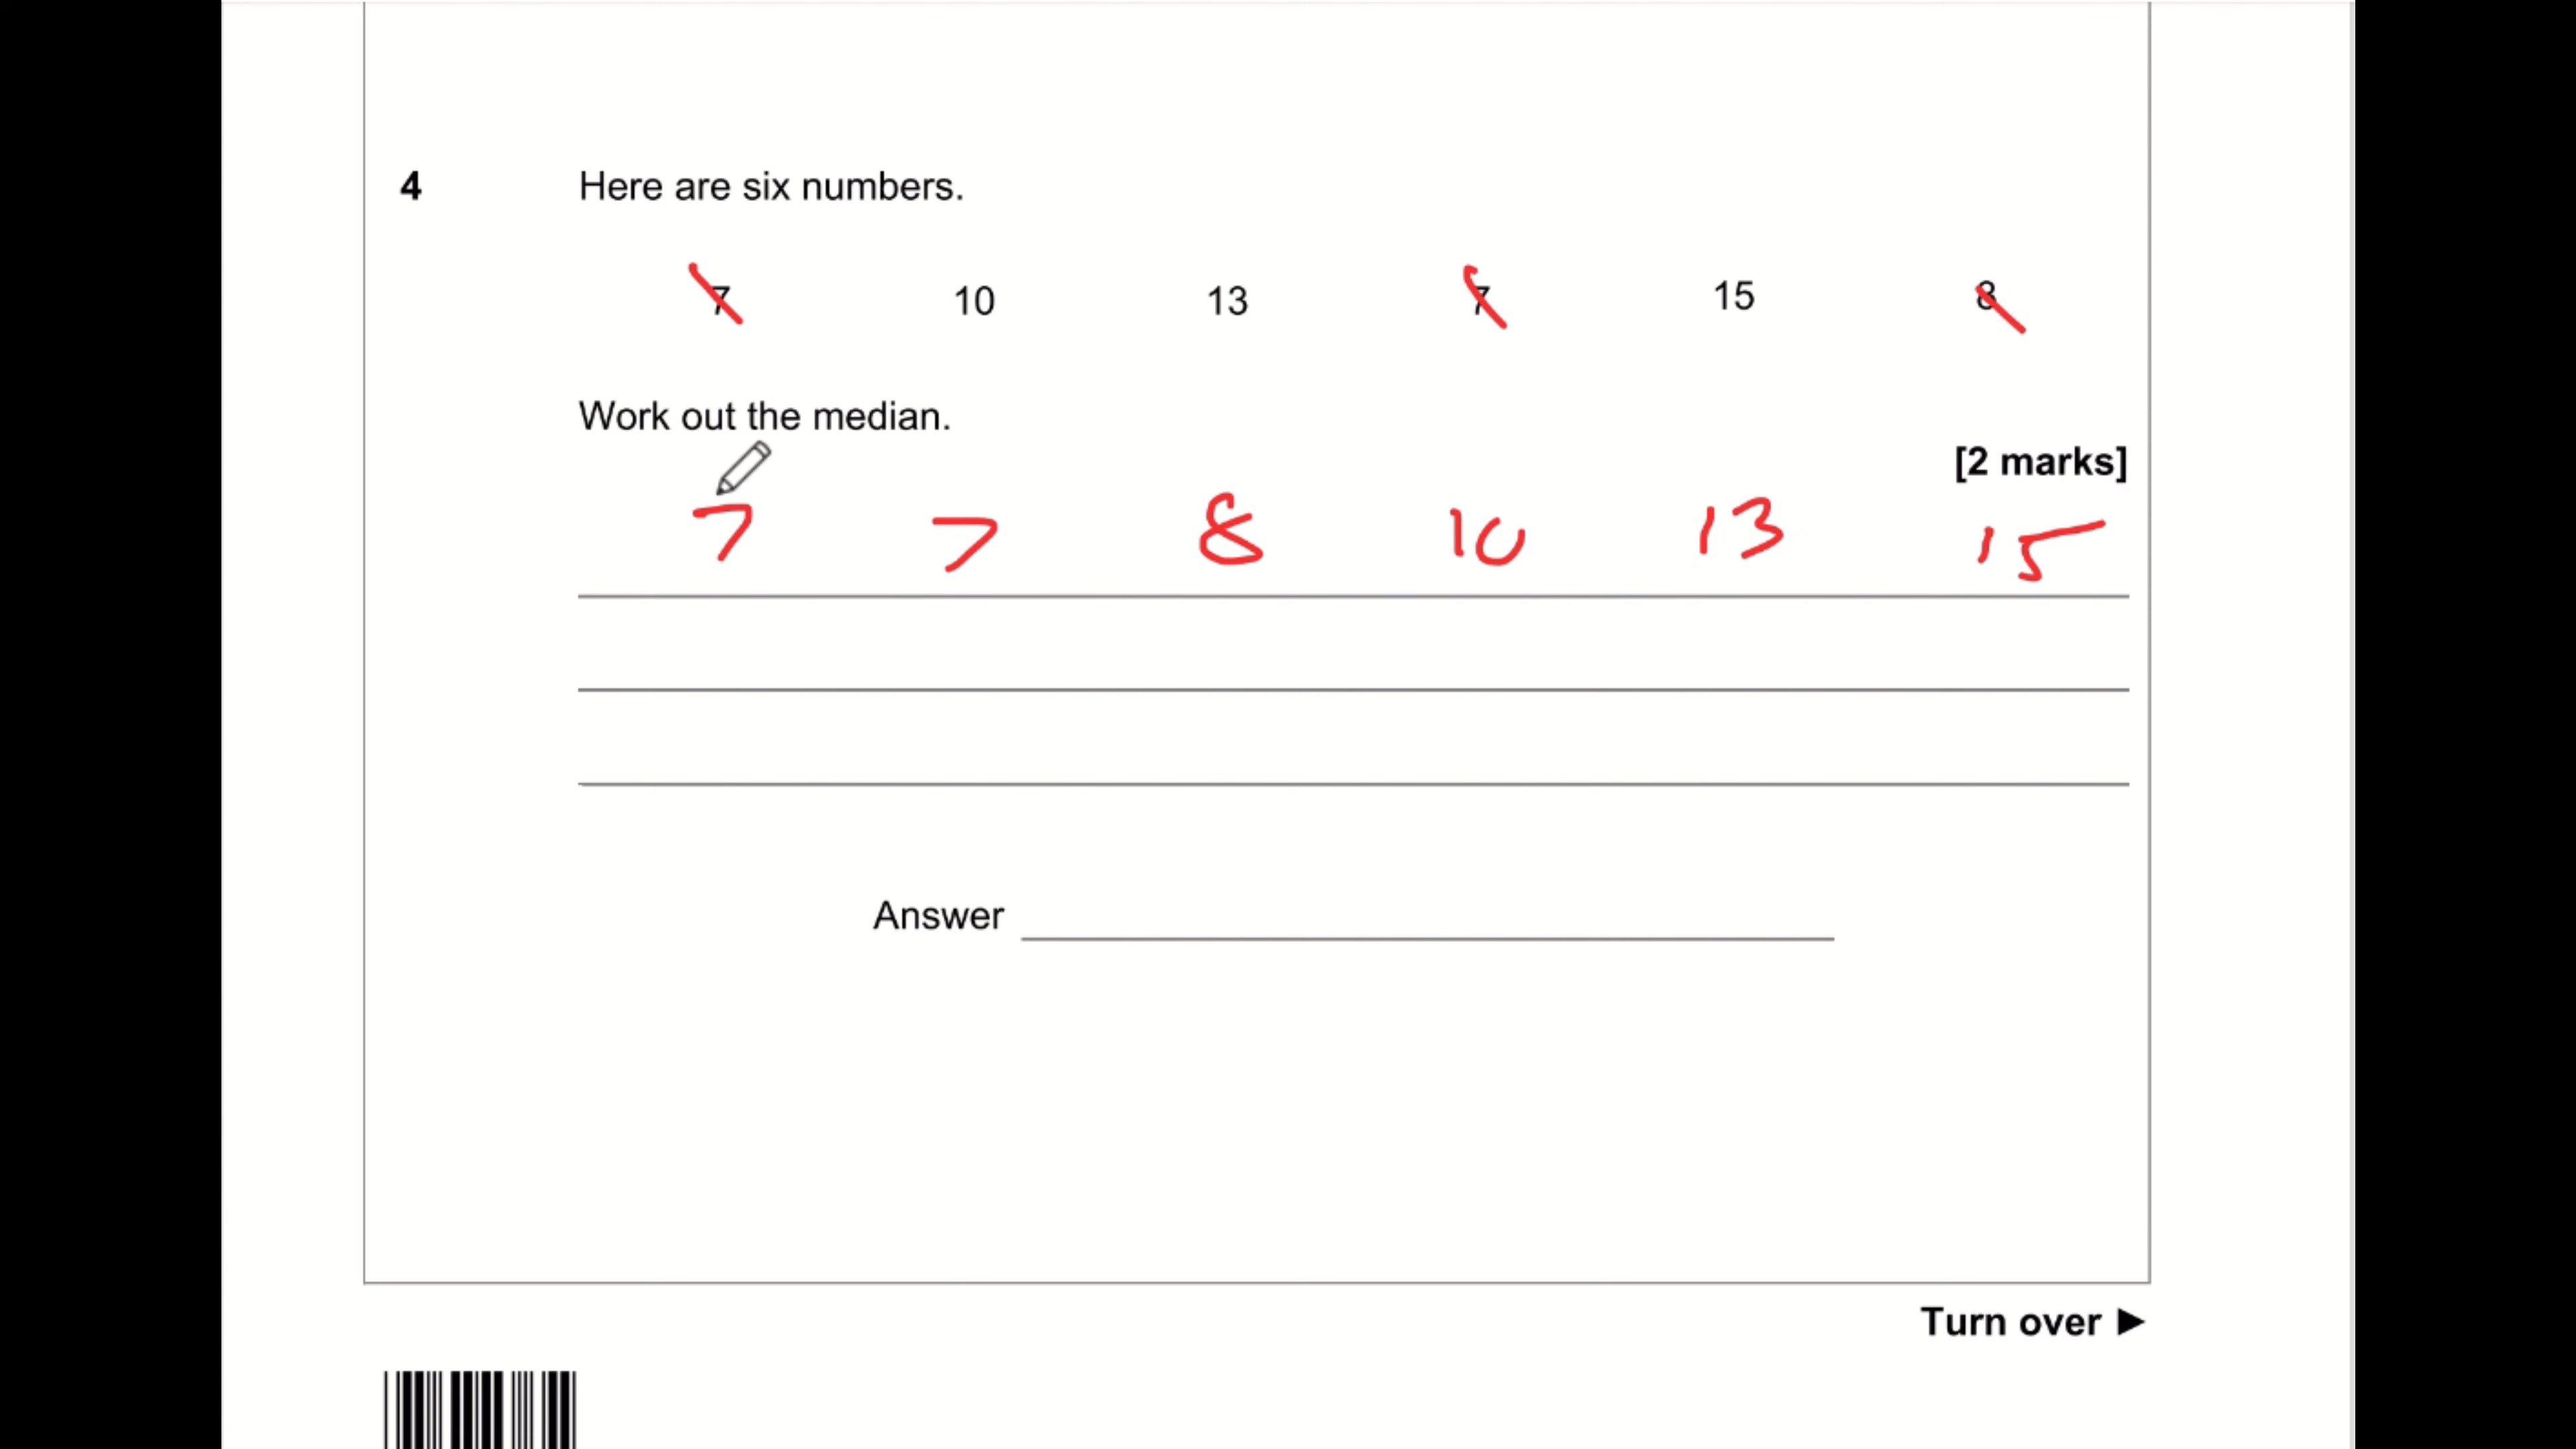 4 Here are six numbers.
7 10 13 7 15 8
Work out the median.
[2 marks]
7 7 8 10 13 15
Answer
Turn over ►